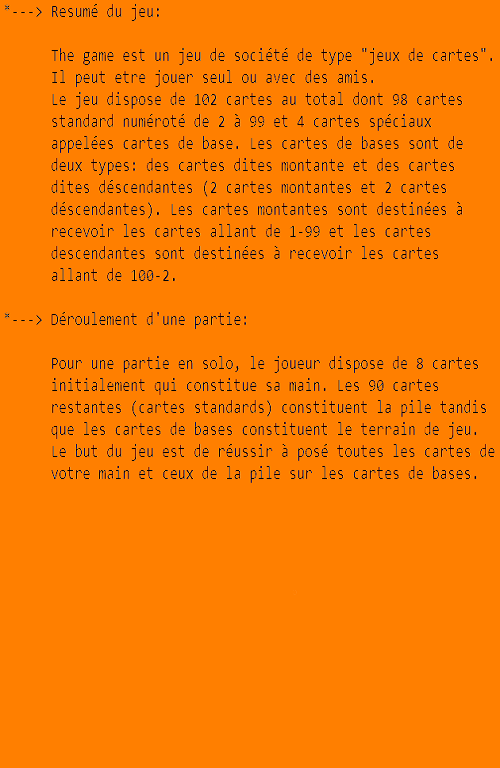 *---> Resumé du jeu:
The game est un jeu de société de type "jeux de cartes".
Il peut etre jouer seul ou avec des amis.
Le jeu dispose de 102 cartes au total dont 98 cartes
standard numéroté de 2 à 99 et 4 cartes spéciaux
appelées cartes de base. Les cartes de bases sont de
deux types: des cartes dites montante et des cartes
dites déscendantes (2 cartes montantes et 2 cartes
déscendantes). Les cartes montantes sont destinées à
recevoir les cartes allant de 1-99 et les cartes
descendantes sont destinées à recevoir les cartes
allant de 100-2.
*---> Déroulement d'une partie:
Pour une partie en solo, le joueur dispose de 8 cartes
initialement qui constitue sa main. Les 90 cartes
restantes (cartes standards) constituent la pile tandis
que les cartes de bases constituent le terrain de jeu.
Le but du jeu est de réussir à posé toutes les cartes de
votre main et ceux de la pile sur les cartes de bases.